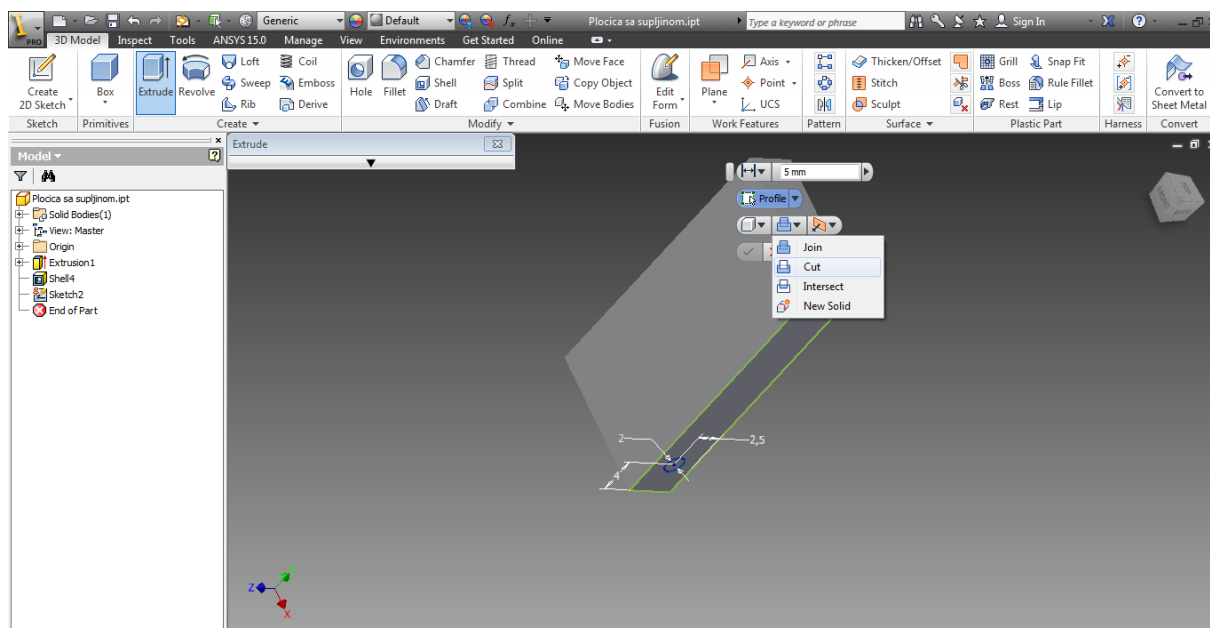 Generic Default Plocica sa supljinom.ipt Type a keyword or phrase Sign In
PRO 3D Model Inspect Tools ANSYS 15.0 Manage View Environments Get Started Online
Loft Coil Chamfer Thread Move Face Axis Thicken/Offset Grill Snap Fit
Create 2D Sketch Box Extrude Revolve Sweep Emboss Hole Fillet Shell Split Copy Object Edit Form Plane Point Stitch Boss Rule Fillet Convert to Sheet Metal
Rib Derive Draft Combine Move Bodies UCS Sculpt Rest Lip
Sketch Primitives Create Modify Fusion Work Features Pattern Surface Plastic Part Harness Convert
Extrude
Model
5 mm
Plocica sa supljinom.ipt
Profile
Solid Bodies(1)
View: Master
Origin
Extrusion1
Shell4
Sketch2
End of Part
Join
Cut
Intersect
New Solid
2 2,5
4
Z Y
X